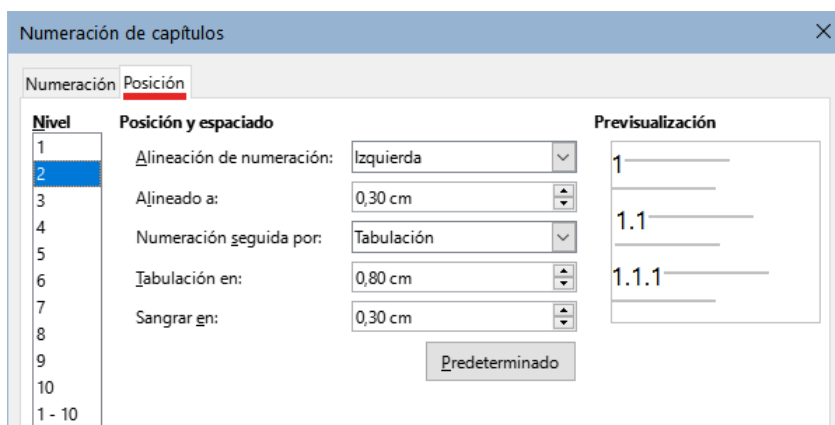 Numeración de capítulos
Numeración Posición
Nivel Posición y espaciado Previsualización
1
2
3
4
5
6
7
8
9
10
1 - 10
Alineación de numeración: Izquierda
Alineado a: 0,30 cm
Numeración seguida por: Tabulación
Tabulación en: 0,80 cm
Sangrar en: 0,30 cm
Predeterminado
1
1.1
1.1.1